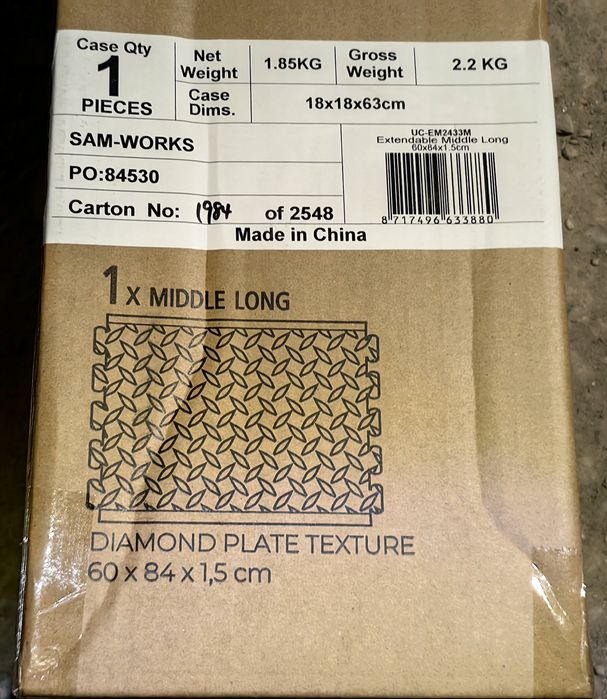 Case Qty
1
PIECES
Net Weight
1.85KG
Gross Weight
2.2 KG
Case Dims.
18x18x63cm
SAM-WORKS
PO:84530
Carton No: 1984 of 2548
UC-EM2433M
Extendable Middle Long
60x84x1.5cm
8 717496 633880
Made in China
1 X MIDDLE LONG
DIAMOND PLATE TEXTURE
60 x 84 x 1,5 cm